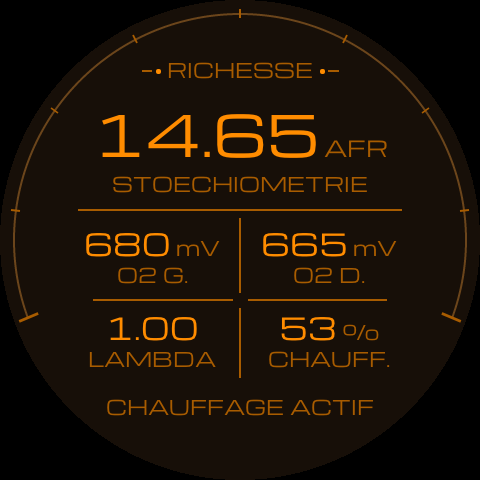 RICHESSE
14.65 AFR
STOECHIOMETRIE
680 mV 665 mV
O2 G. O2 D.
1.00 53 %
LAMBDA CHAUFF.
CHAUFFAGE ACTIF